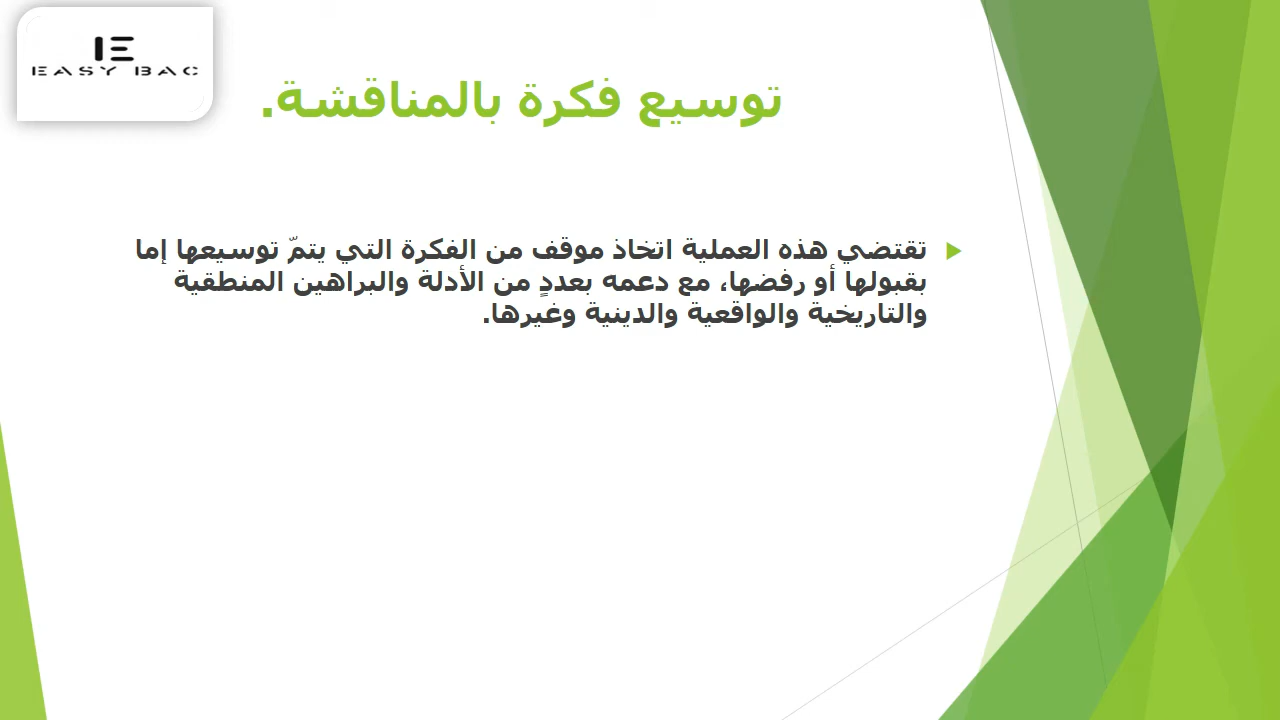 IE
EASY BAC
توسيع فكرة بالمناقشة.
تقتضي هذه العملية اتخاذ موقف من الفكرة التي يتمّ توسيعها إما
بقبولها أو رفضها، مع دعمه بعددٍ من الأدلة والبراهين المنطقية
والتاريخية والواقعية والدينية وغيرها.